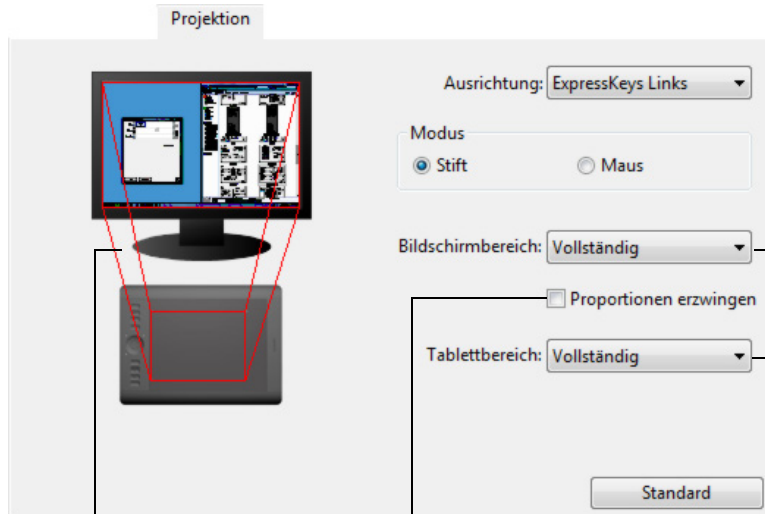 Projektion
Ausrichtung: ExpressKeys Links
Modus
Stift Maus
Bildschirmbereich: Vollständig
Proportionen erzwingen
Tablettbereich: Vollständig
Standard